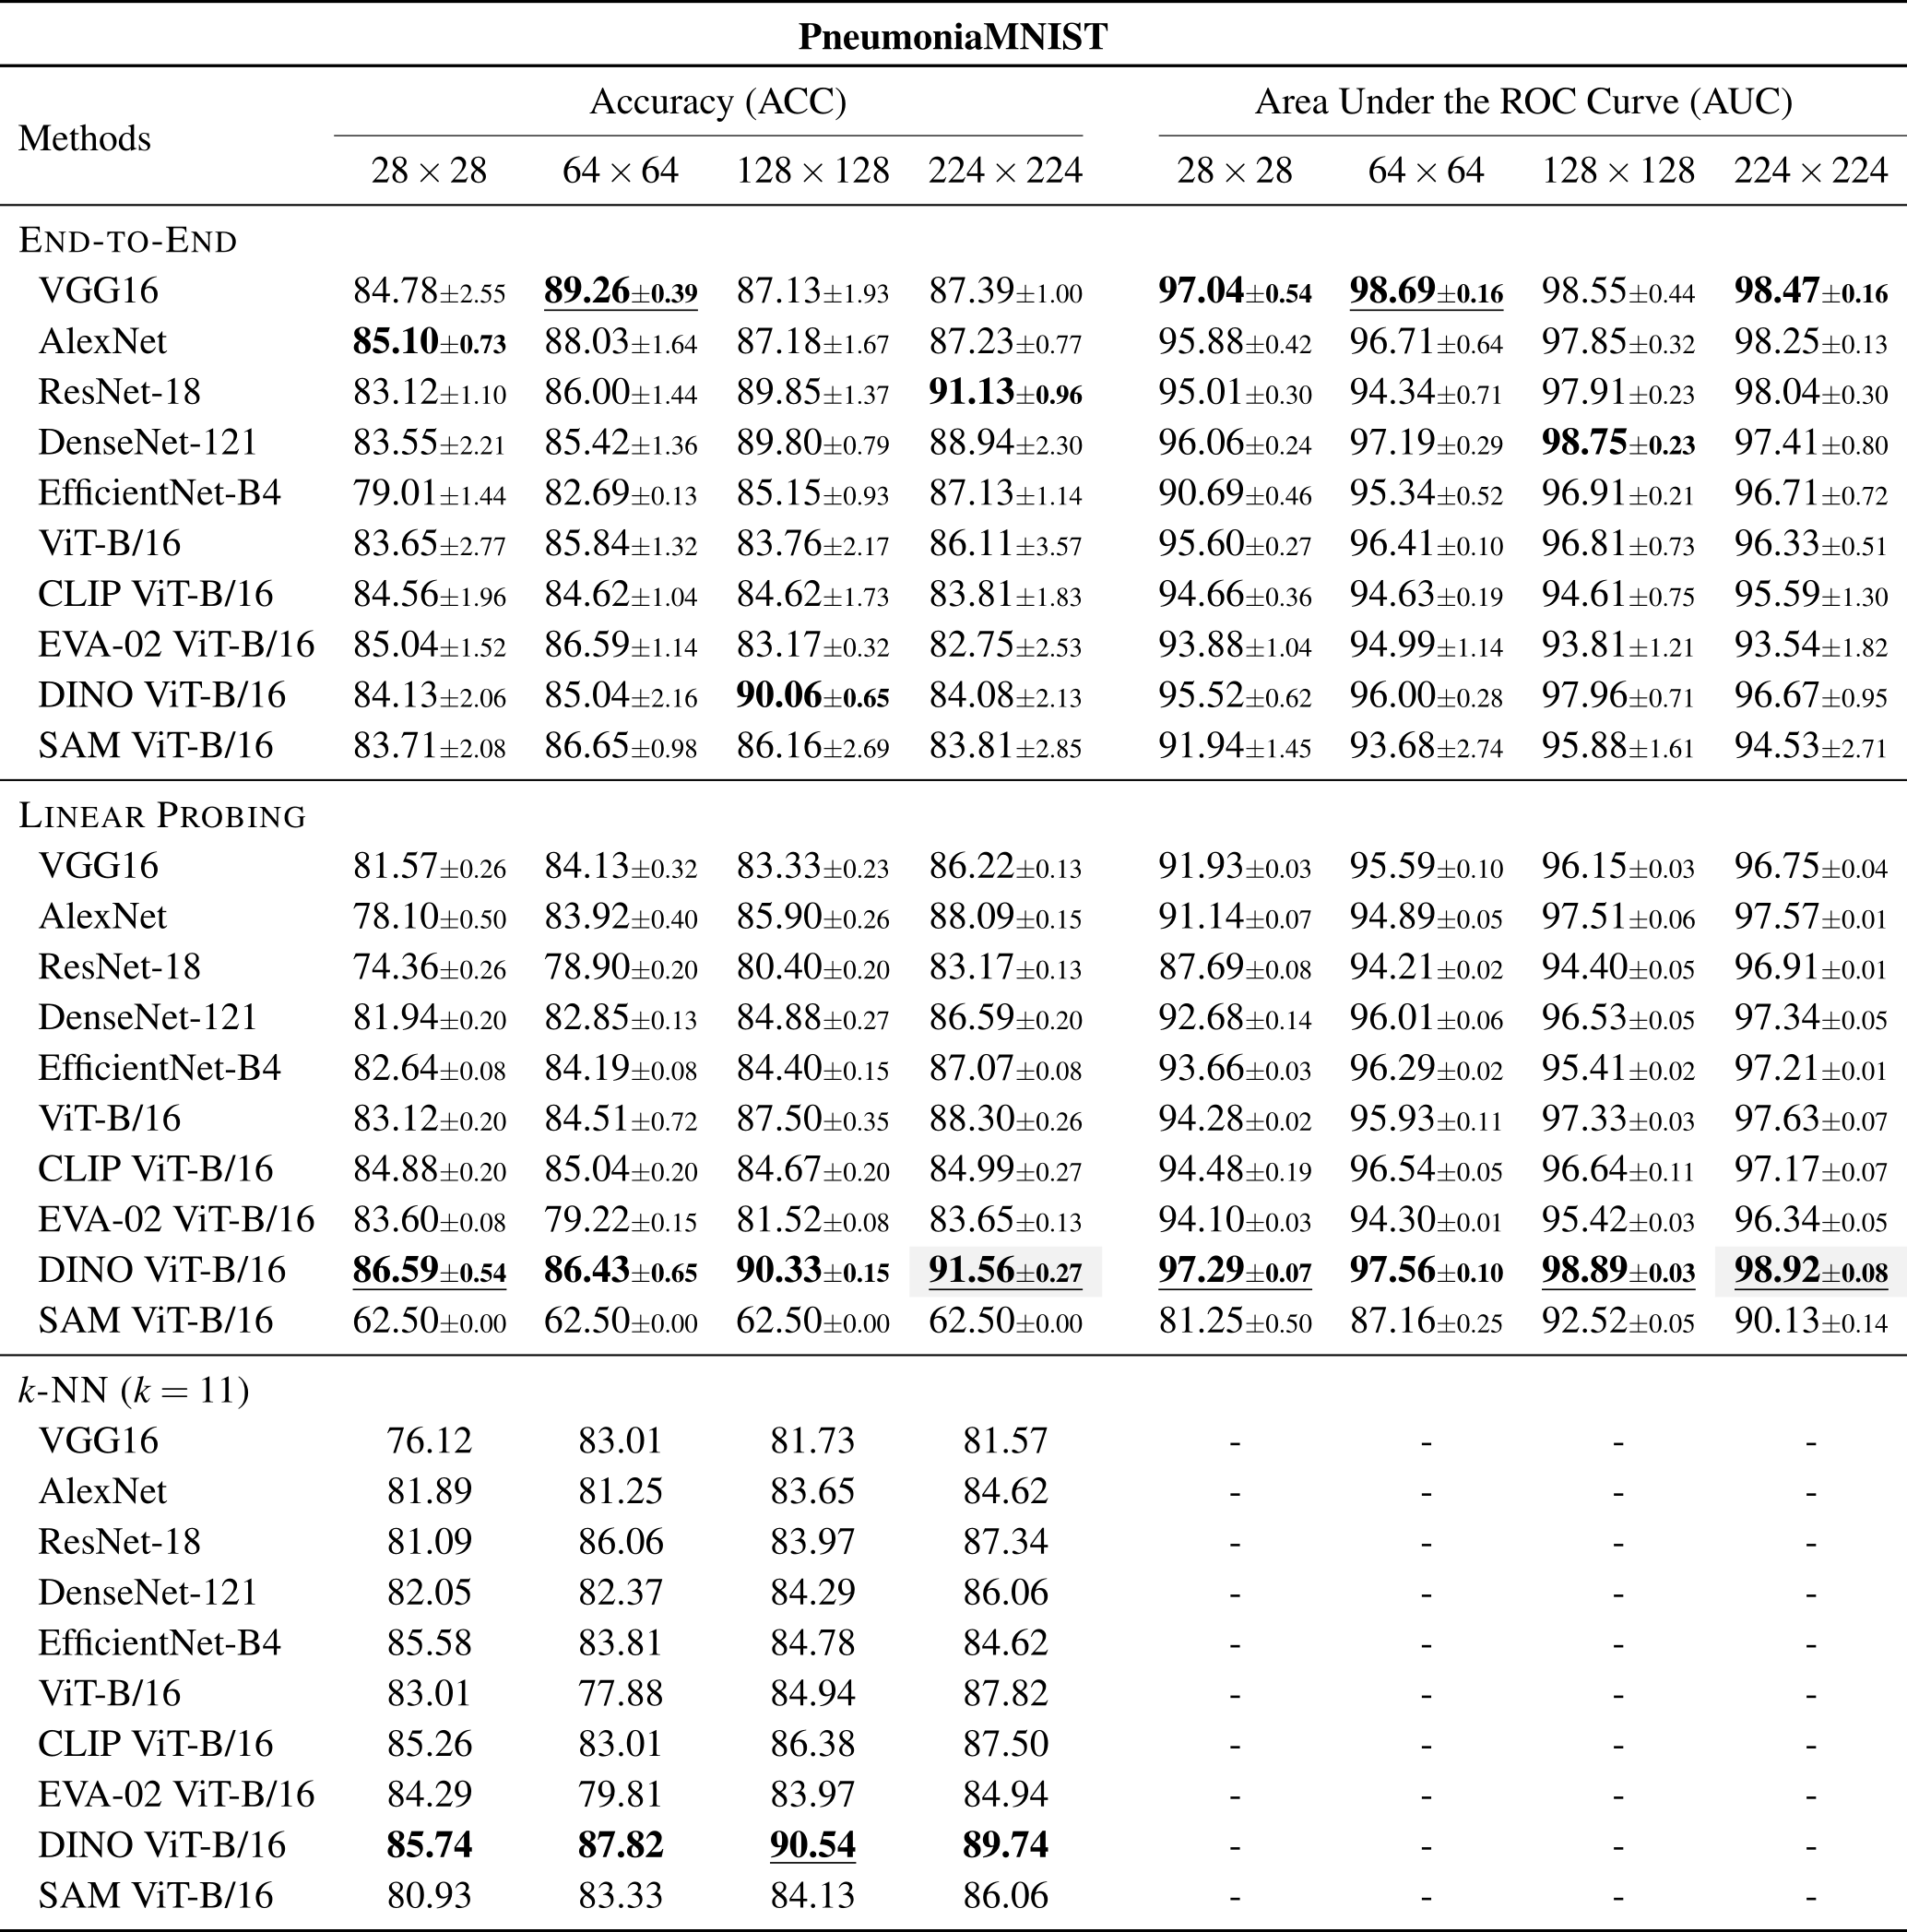 PneumoniaMNIST
Methods Accuracy (ACC) Area Under the ROC Curve (AUC)
28 × 28 64 × 64 128 × 128 224 × 224 28 × 28 64 × 64 128 × 128 224 × 224
END-TO-END
VGG16 84.78±2.55 89.26±0.39 87.13±1.93 87.39±1.00 97.04±0.54 98.69±0.16 98.55±0.44 98.47±0.16
AlexNet 85.10±0.73 88.03±1.64 87.18±1.67 87.23±0.77 95.88±0.42 96.71±0.64 97.85±0.32 98.25±0.13
ResNet-18 83.12±1.10 86.00±1.44 89.85±1.37 91.13±0.96 95.01±0.30 94.34±0.71 97.91±0.23 98.04±0.30
DenseNet-121 83.55±2.21 85.42±1.36 89.80±0.79 88.94±2.30 96.06±0.24 97.19±0.29 98.75±0.23 97.41±0.80
EfficientNet-B4 79.01±1.44 82.69±0.13 85.15±0.93 87.13±1.14 90.69±0.46 95.34±0.52 96.91±0.21 96.71±0.72
ViT-B/16 83.65±2.77 85.84±1.32 83.76±2.17 86.11±3.57 95.60±0.27 96.41±0.10 96.81±0.73 96.33±0.51
CLIP ViT-B/16 84.56±1.96 84.62±1.04 84.62±1.73 83.81±1.83 94.66±0.36 94.63±0.19 94.61±0.75 95.59±1.30
EVA-02 ViT-B/16 85.04±1.52 86.59±1.14 83.17±0.32 82.75±2.53 93.88±1.04 94.99±1.14 93.81±1.21 93.54±1.82
DINO ViT-B/16 84.13±2.06 85.04±2.16 90.06±0.65 84.08±2.13 95.52±0.62 96.00±0.28 97.96±0.71 96.67±0.95
SAM ViT-B/16 83.71±2.08 86.65±0.98 86.16±2.69 83.81±2.85 91.94±1.45 93.68±2.74 95.88±1.61 94.53±2.71
LINEAR PROBING
VGG16 81.57±0.26 84.13±0.32 83.33±0.23 86.22±0.13 91.93±0.03 95.59±0.10 96.15±0.03 96.75±0.04
AlexNet 78.10±0.50 83.92±0.40 85.90±0.26 88.09±0.15 91.14±0.07 94.89±0.05 97.51±0.06 97.57±0.01
ResNet-18 74.36±0.26 78.90±0.20 80.40±0.20 83.17±0.13 87.69±0.08 94.21±0.02 94.40±0.05 96.91±0.01
DenseNet-121 81.94±0.20 82.85±0.13 84.88±0.27 86.59±0.20 92.68±0.14 96.01±0.06 96.53±0.05 97.34±0.05
EfficientNet-B4 82.64±0.08 84.19±0.08 84.40±0.15 87.07±0.08 93.66±0.03 96.29±0.02 95.41±0.02 97.21±0.01
ViT-B/16 83.12±0.20 84.51±0.72 87.50±0.35 88.30±0.26 94.28±0.02 95.93±0.11 97.33±0.03 97.63±0.07
CLIP ViT-B/16 84.88±0.20 85.04±0.20 84.67±0.20 84.99±0.27 94.48±0.19 96.54±0.05 96.64±0.11 97.17±0.07
EVA-02 ViT-B/16 83.60±0.08 79.22±0.15 81.52±0.08 83.65±0.13 94.10±0.03 94.30±0.01 95.42±0.03 96.34±0.05
DINO ViT-B/16 86.59±0.54 86.43±0.65 90.33±0.15 91.56±0.27 97.29±0.07 97.56±0.10 98.89±0.03 98.92±0.08
SAM ViT-B/16 62.50±0.00 62.50±0.00 62.50±0.00 62.50±0.00 81.25±0.50 87.16±0.25 92.52±0.05 90.13±0.14
k-NN (k = 11)
VGG16 76.12 83.01 81.73 81.57 - - - -
AlexNet 81.89 81.25 83.65 84.62 - - - -
ResNet-18 81.09 86.06 83.97 87.34 - - - -
DenseNet-121 82.05 82.37 84.29 86.06 - - - -
EfficientNet-B4 85.58 83.81 84.78 84.62 - - - -
ViT-B/16 83.01 77.88 84.94 87.82 - - - -
CLIP ViT-B/16 85.26 83.01 86.38 87.50 - - - -
EVA-02 ViT-B/16 84.29 79.81 83.97 84.94 - - - -
DINO ViT-B/16 85.74 87.82 90.54 89.74 - - - -
SAM ViT-B/16 80.93 83.33 84.13 86.06 - - - -